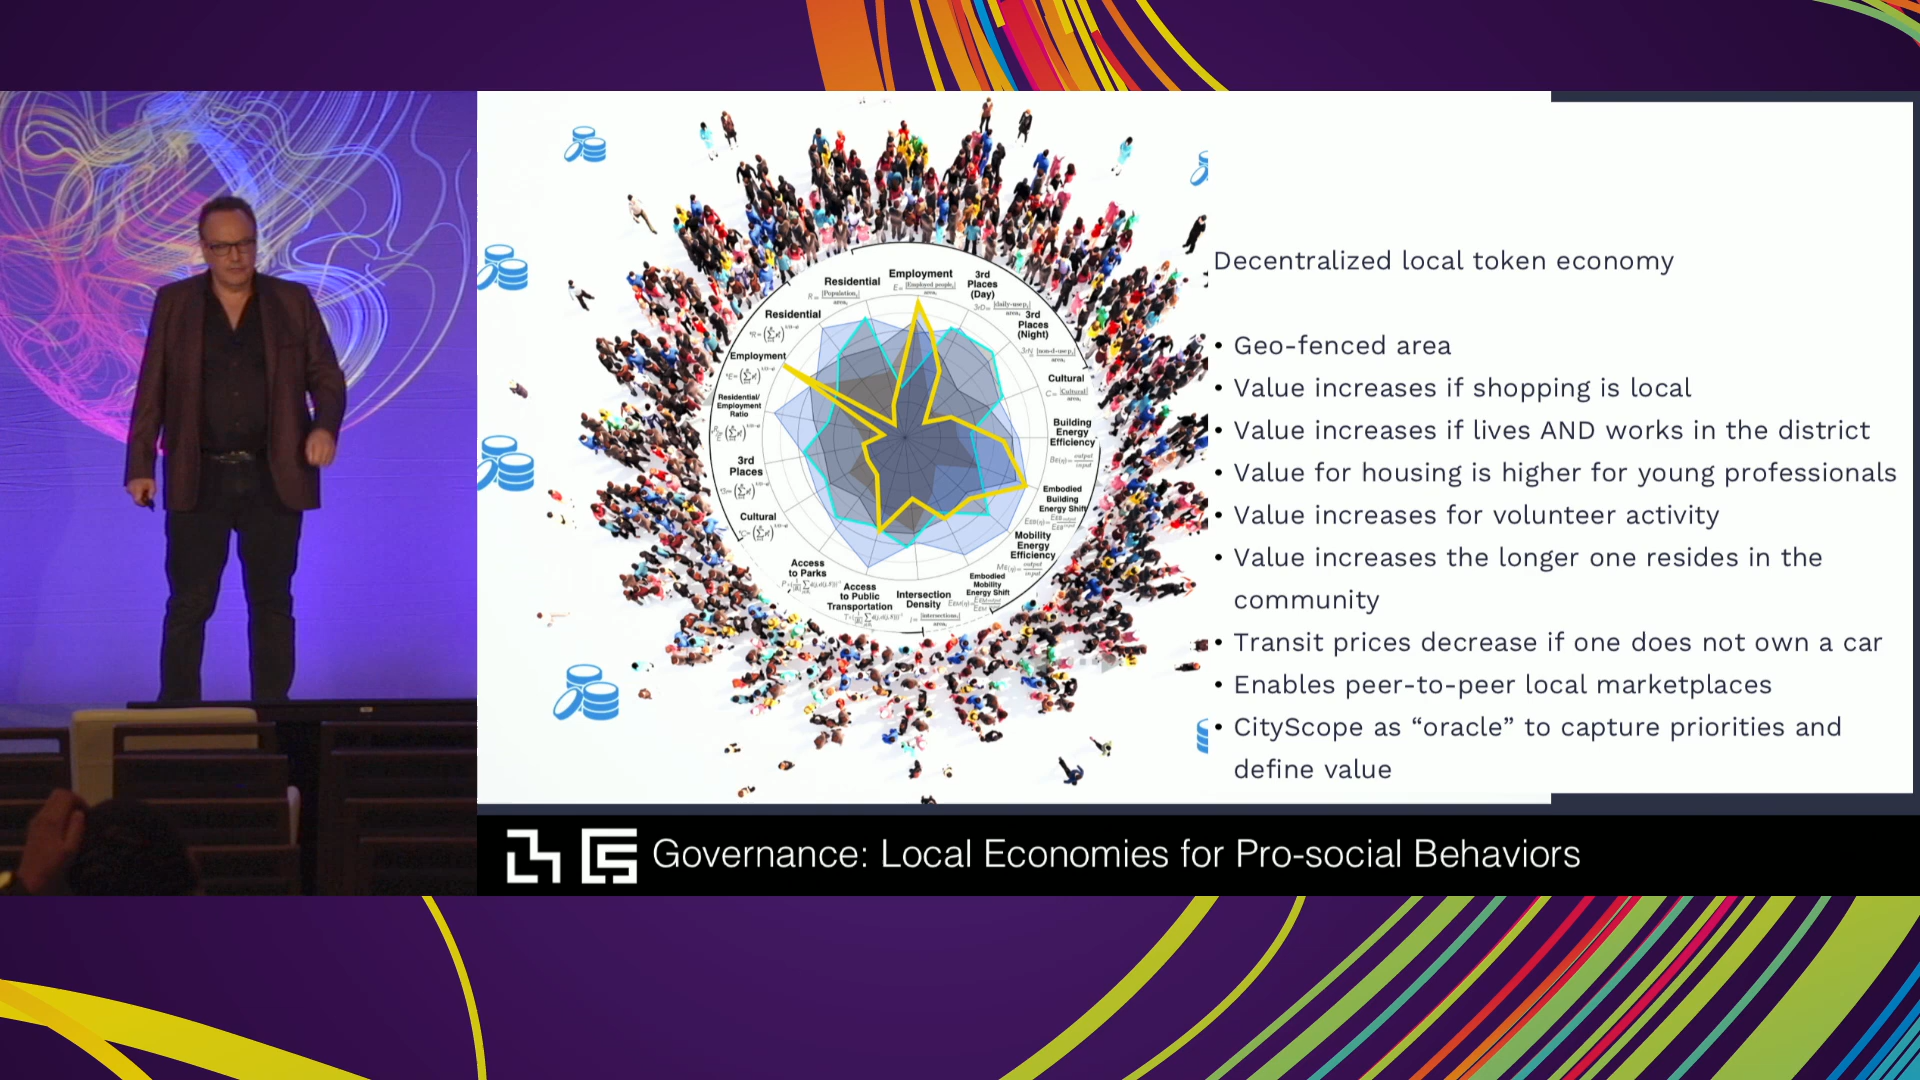 Decentralized local token economy
• Geo-fenced area
• Value increases if shopping is local
• Value increases if lives AND works in the district
• Value for housing is higher for young professionals
• Value increases for volunteer activity
• Value increases the longer one resides in the
community
• Transit prices decrease if one does not own a car
• Enables peer-to-peer local marketplaces
• CityScope as “oracle” to capture priorities and
define value
Residential
Employment
3rd
Places
(Day)
3rd
Places
(Night)
Cultural
Building
Energy
Efficiency
Embodied
Building
Energy Shift
Mobility
Energy
Efficiency
Embodied
Mobility
Energy Shift
Intersection
Density
Access
to Public
Transportation
Access
to Parks
Cultural
3rd
Places
Residential/
Employment
Ratio
Employment
Residential
Governance: Local Economies for Pro-social Behaviors